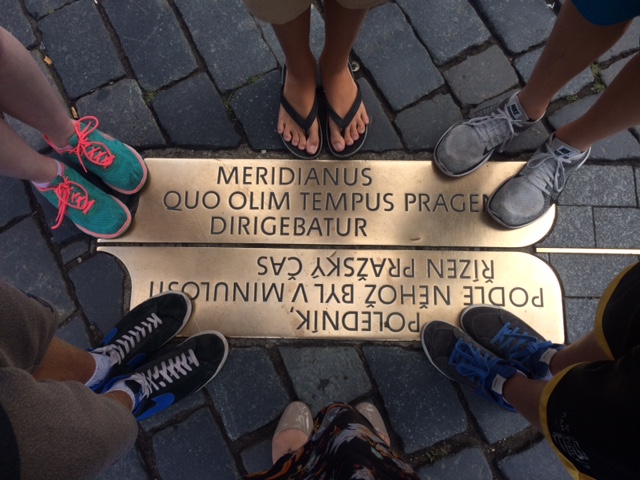 MERIDIANUS
QUO OLIM TEMPUS PRAGEN
DIRIGEBATUR
POLEDNÍK,
PODLE NĚHOŽ BYL V MINULOSTI
ŘÍZEN PRAŽSKÝ ČAS